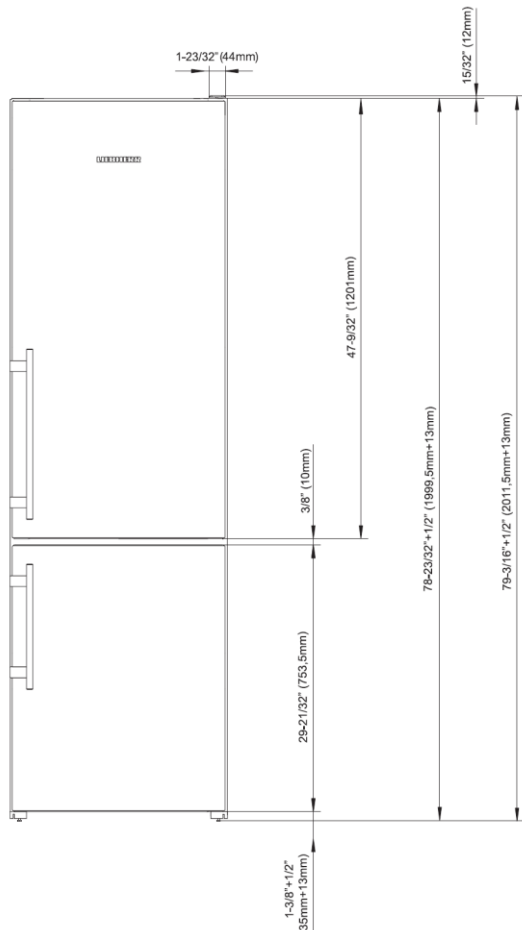 1-23/32" (44mm)
15/32" (12mm)
LIEBHERR
47-9/32" (1201mm)
3/8" (10mm)
78-23/32"+1/2" (1999,5mm+13mm)
79-3/16"+1/2" (2011,5mm+13mm)
29-21/32" (753,5mm)
1-3/8"+1/2"
35mm+13mm)